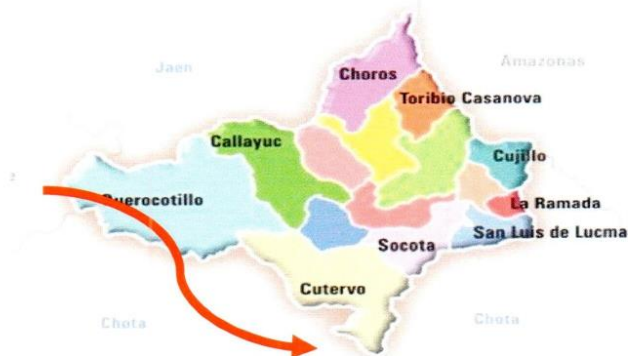 Jaen
Amazonas
Choros
Toribio Casanova
Callayuc
Cujillo
Querocotillo
La Ramada
San Luis de Lucma
Socota
Cutervo
Chota
Chota